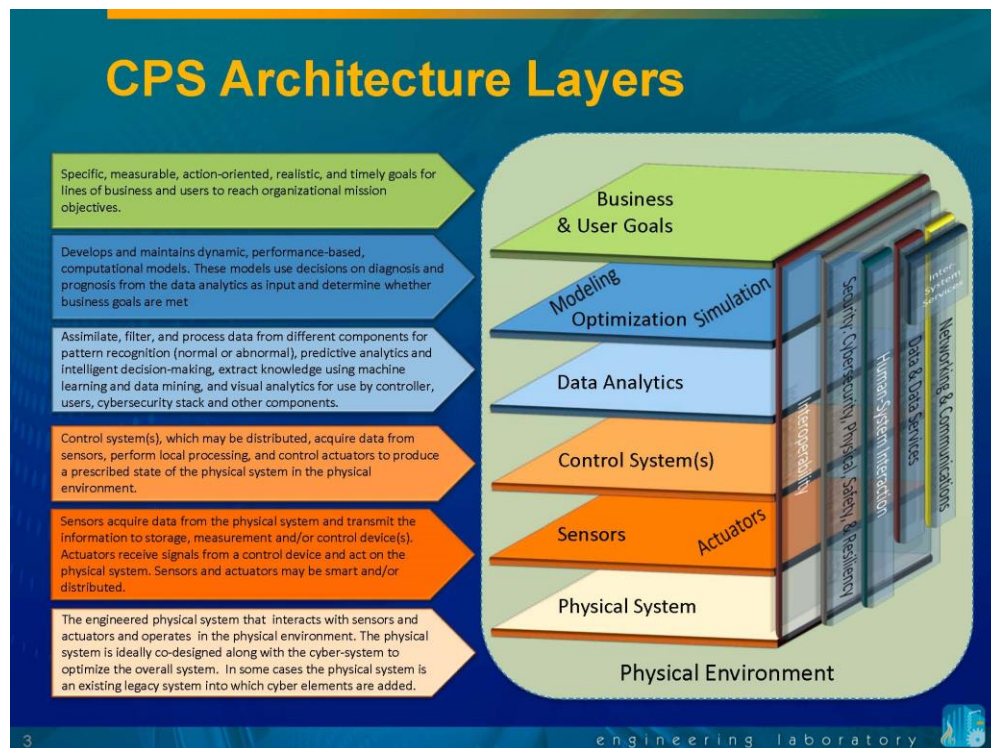 CPS Architecture Layers
Specific, measurable, action-oriented, realistic, and timely goals for
lines of business and users to reach organizational mission
objectives.
Develops and maintains dynamic, performance-based,
computational models. These models use decisions on diagnosis and
prognosis from the data analytics as input and determine whether
business goals are met
Assimilate, filter, and process data from different components for
pattern recognition (normal or abnormal), predictive analytics and
intelligent decision-making, extract knowledge using machine
learning and data mining, and visual analytics for use by controller,
users, cybersecurity stack and other components.
Control system(s), which may be distributed, acquire data from
sensors, perform local processing, and control actuators to produce
a prescribed state of the physical system in the physical
environment.
Sensors acquire data from the physical system and transmit the
information to storage, measurement and/or control device(s).
Actuators receive signals from a control device and act on the
physical system. Sensors and actuators may be smart and/or
distributed.
The engineered physical system that interacts with sensors and
actuators and operates in the physical environment. The physical
system is ideally co-designed along with the cyber-system to
optimize the overall system. In some cases the physical system is
an existing legacy system into which cyber elements are added.
Business
& User Goals
Modeling
Simulation
Optimization
Data Analytics
Control System(s)
Sensors
Actuators
Physical System
Physical Environment
Interoperability
Security, Cybersecurity, Physical, Safety, & Resiliency
Human-System Interaction
Data & Data
Services
Networking & Communications
Inter-
System
Services
3
engineering laboratory